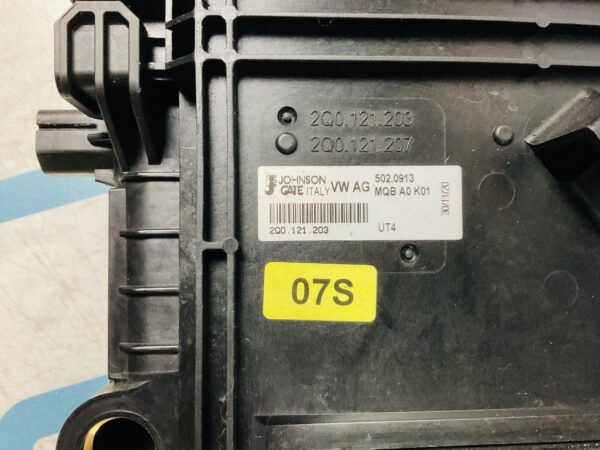 2Q0.121.203
2Q0.121.207
JOHNSON GATE ITALY VW AG
502.0913
MQB A0 K01
30/11/20
2Q0.121.203
UT4
07S